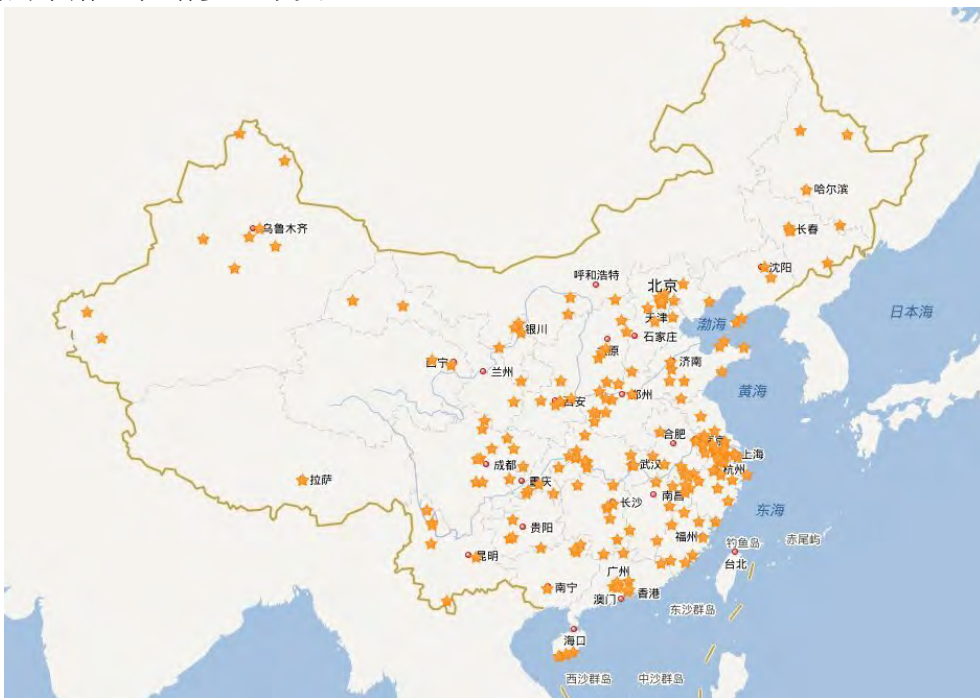 哈尔滨
乌鲁木齐
长春
沈阳
呼和浩特
北京
日本海
天津
渤海
银川
石家庄
原
西宁
济南
兰州
黄海
西安
郑州
合肥
南京
上海
成都
武汉
杭州
拉萨
重庆
南昌
长沙
东海
贵阳
福州
钓鱼岛
赤尾屿
昆明
台北
广州
南宁
香港
澳门
东沙群岛
海口
西沙群岛
中沙群岛